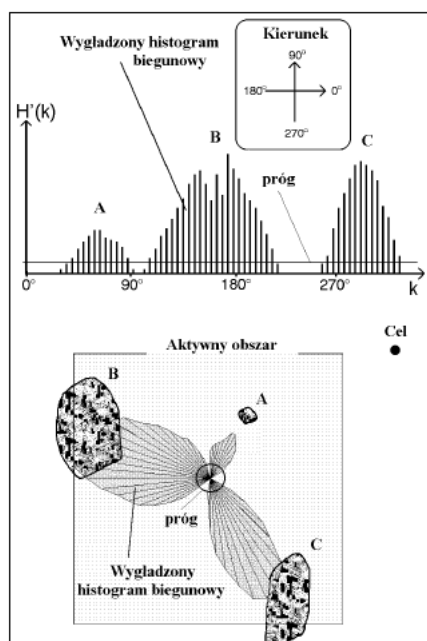 Wygładzony histogram
biegunowy
Kierunek
90°
180°
0°
270°
H'(k)
A
B
C
próg
0°
90°
180°
270°
k
Cel
Aktywny obszar
B
A
próg
C
Wygładzony
histogram biegunowy